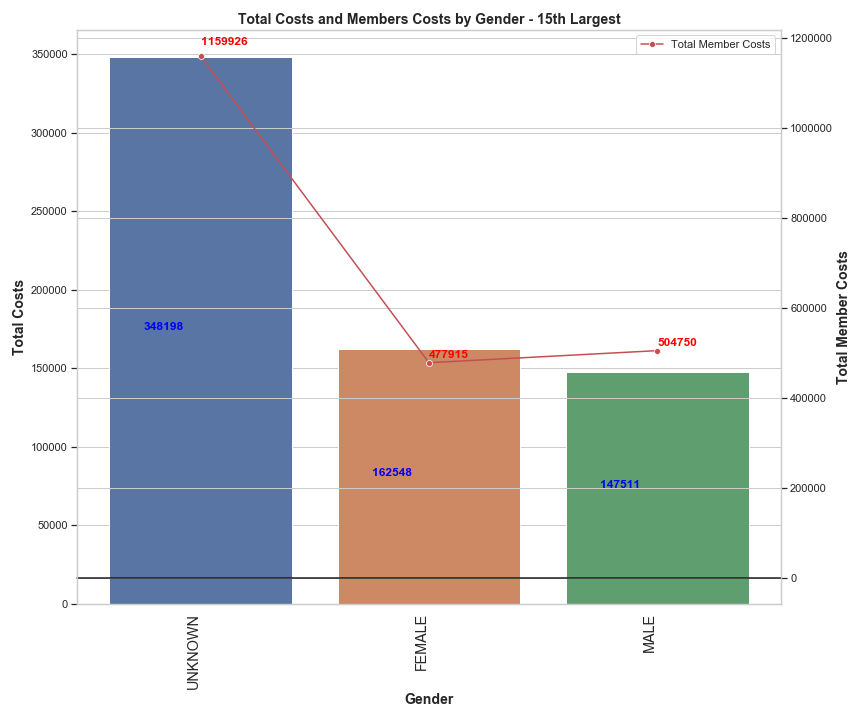 Total Costs and Members Costs by Gender - 15th Largest
Total Member Costs
1159926
477915
504750
348198
162548
147511
350000
300000
250000
200000
150000
100000
50000
0
1200000
1000000
800000
600000
400000
200000
0
Total Costs
Total Member Costs
UNKNOWN
FEMALE
MALE
Gender